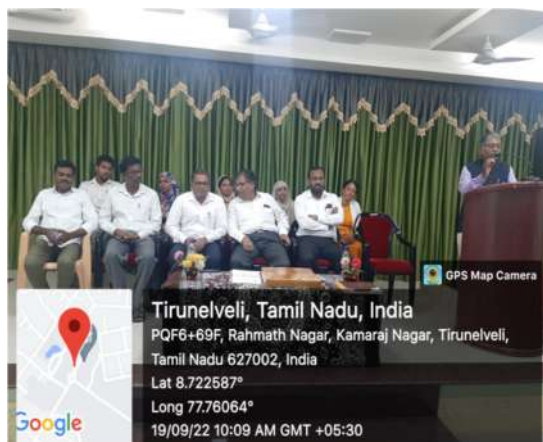 GPS Map Camera
Tirunelveli, Tamil Nadu, India
PQF6+69F, Rahmath Nagar, Kamaraj Nagar, Tirunelveli,
Tamil Nadu 627002, India
Lat 8.722587°
Long 77.76064°
19/09/22 10:09 AM GMT +05:30
Google